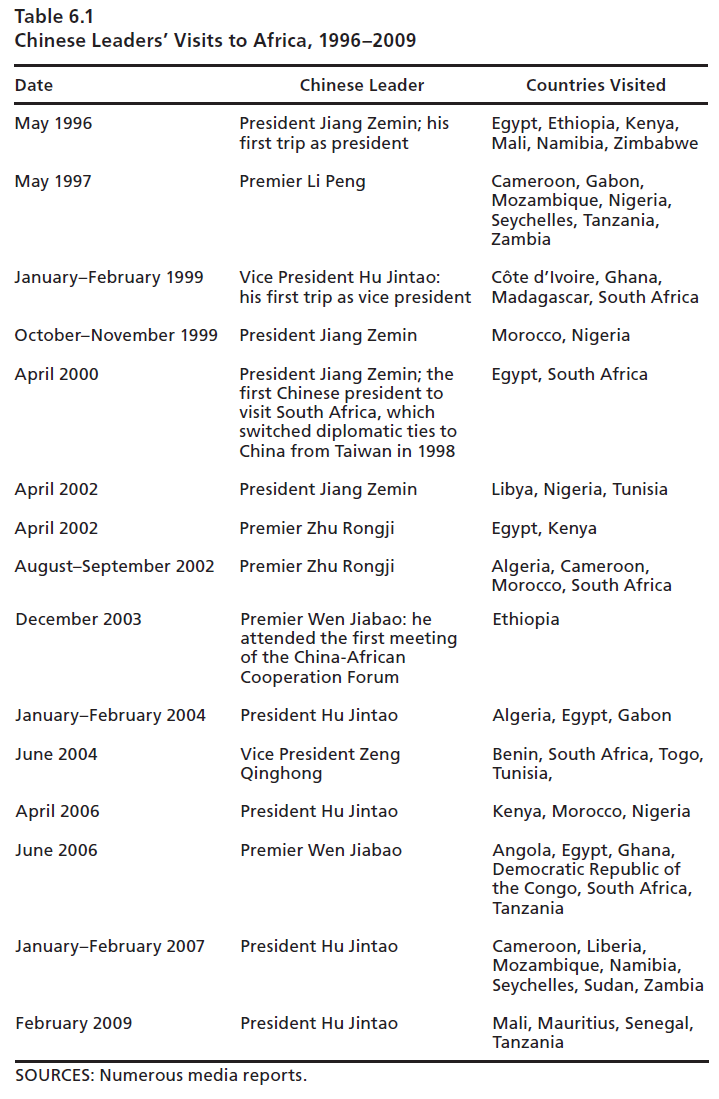 Table 6.1
Chinese Leaders’ Visits to Africa, 1996–2009
Date Chinese Leader Countries Visited
May 1996 President Jiang Zemin; his Egypt, Ethiopia, Kenya,
first trip as president Mali, Namibia, Zimbabwe
May 1997 Premier Li Peng Cameroon, Gabon,
Mozambique, Nigeria,
Seychelles, Tanzania,
Zambia
January–February 1999 Vice President Hu Jintao: Côte d’Ivoire, Ghana,
his first trip as vice president Madagascar, South Africa
October–November 1999 President Jiang Zemin Morocco, Nigeria
April 2000 President Jiang Zemin; the Egypt, South Africa
first Chinese president to
visit South Africa, which
switched diplomatic ties to
China from Taiwan in 1998
April 2002 President Jiang Zemin Libya, Nigeria, Tunisia
April 2002 Premier Zhu Rongji Egypt, Kenya
August–September 2002 Premier Zhu Rongji Algeria, Cameroon,
Morocco, South Africa
December 2003 Premier Wen Jiabao: he Ethiopia
attended the first meeting
of the China-African
Cooperation Forum
January–February 2004 President Hu Jintao Algeria, Egypt, Gabon
June 2004 Vice President Zeng Benin, South Africa, Togo,
Qinghong Tunisia,
April 2006 President Hu Jintao Kenya, Morocco, Nigeria
June 2006 Premier Wen Jiabao Angola, Egypt, Ghana,
Democratic Republic of
the Congo, South Africa,
Tanzania
January–February 2007 President Hu Jintao Cameroon, Liberia,
Mozambique, Namibia,
Seychelles, Sudan, Zambia
February 2009 President Hu Jintao Mali, Mauritius, Senegal,
Tanzania
SOURCES: Numerous media reports.